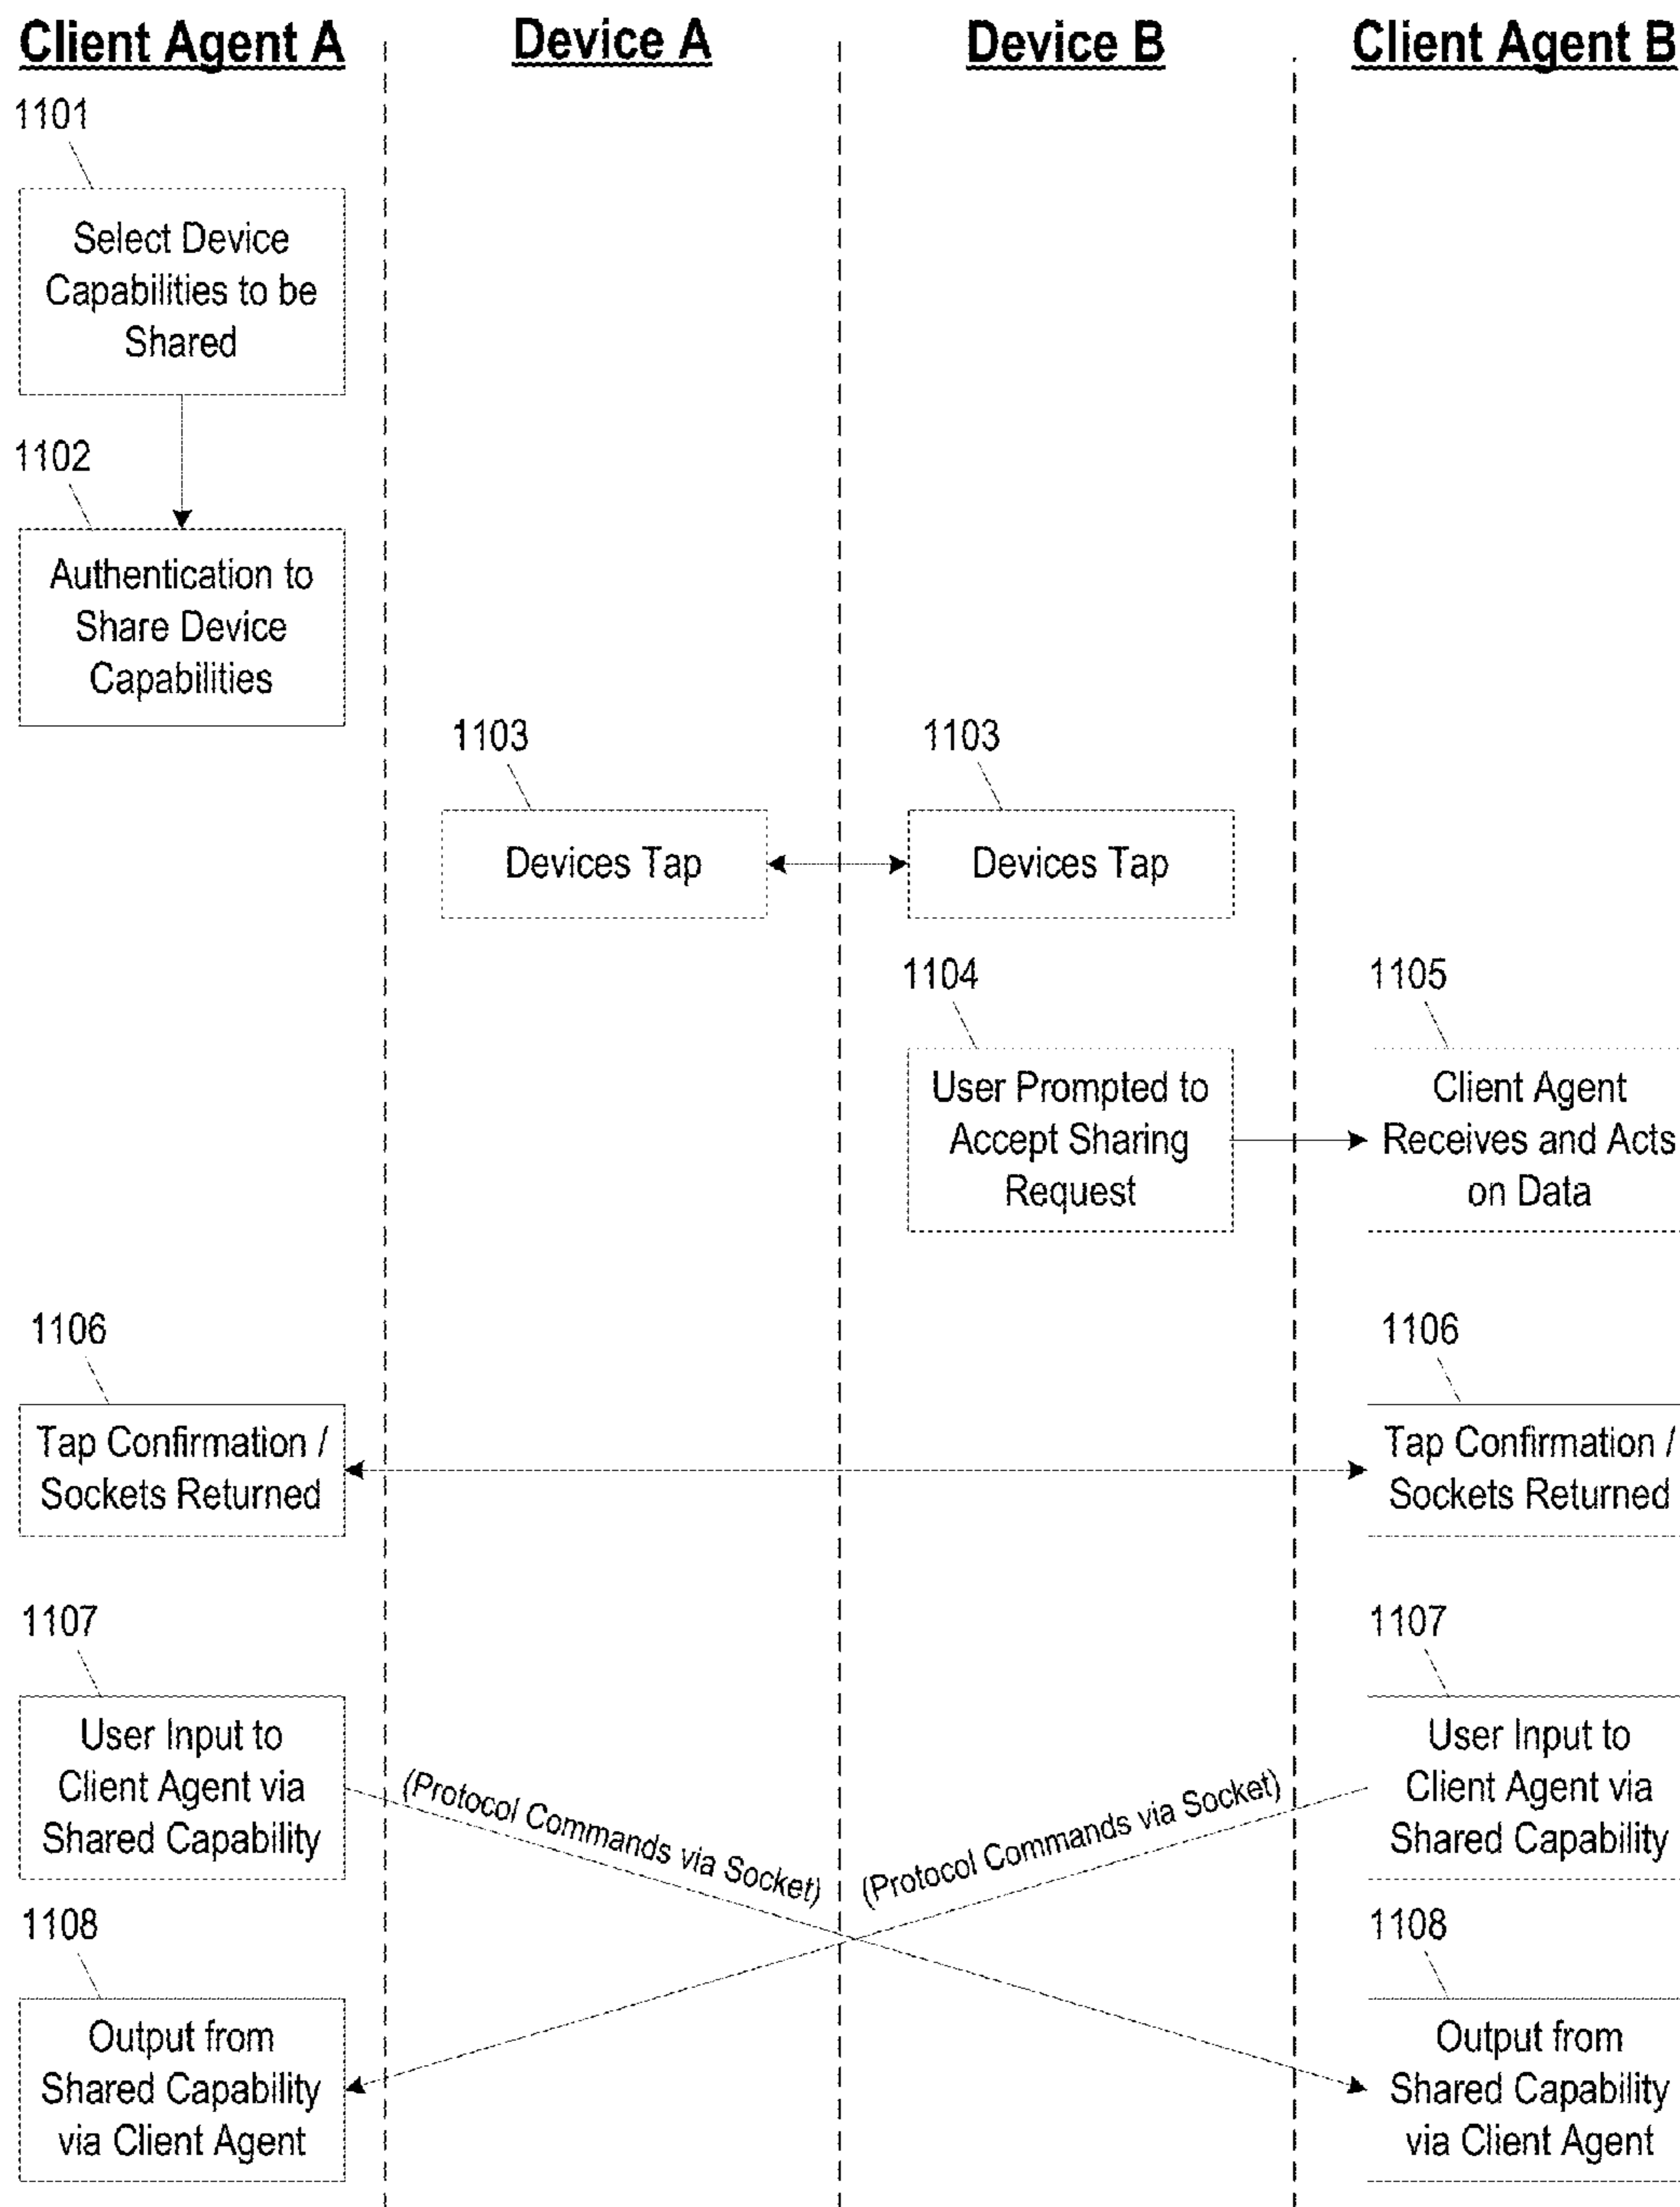 Client Agent A
Device A
Device B
Client Agent B
1101
Select Device
Capabilities to be
Shared
1102
Authentication to
Share Device
Capabilities
1103
1103
Devices Tap
Devices Tap
1104
1105
User Prompted to
Accept Sharing
Request
Client Agent
Receives and Acts
on Data
1106
1106
Tap Confirmation /
Sockets Returned
Tap Confirmation /
Sockets Returned
1107
1107
User Input to
Client Agent via
Shared Capability
(Protocol Commands via Socket)
(Protocol Commands via Socket)
User Input to
Client Agent via
Shared Capability
1108
1108
Output from
Shared Capability
via Client Agent
Output from
Shared Capability
via Client Agent